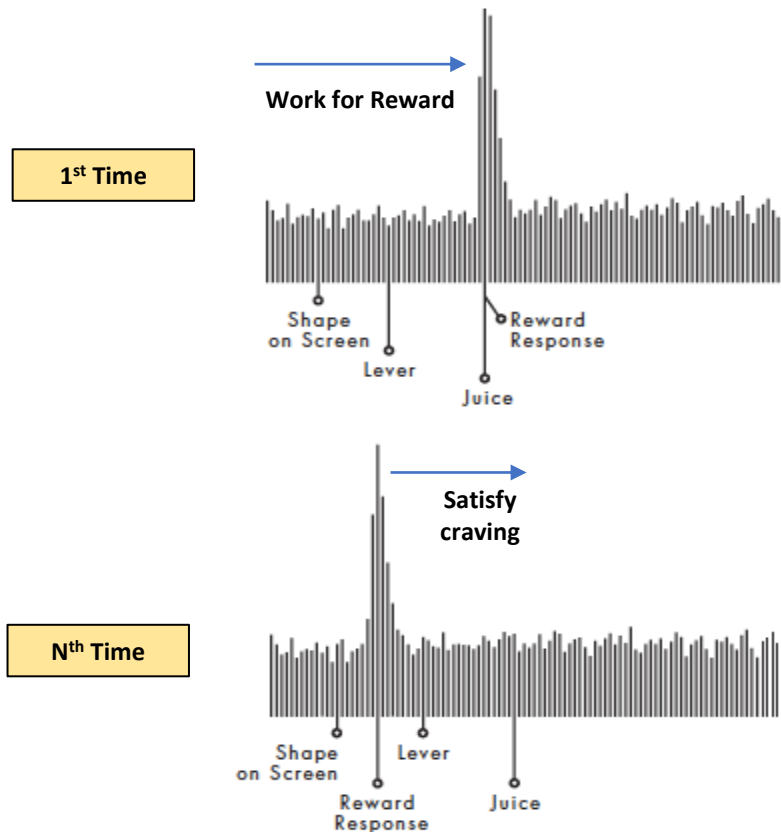 Work for Reward
1st Time
Shape
on Screen
Reward
Response
Lever
Juice
Satisfy
craving
Nth Time
Shape
on Screen
Lever
Reward
Response
Juice